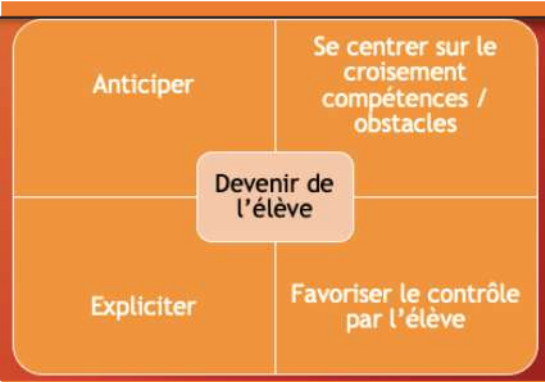 Anticiper
Se centrer sur le
croisement
compétences /
obstacles
Devenir de
l'élève
Expliciter
Favoriser le contrôle
par l'élève